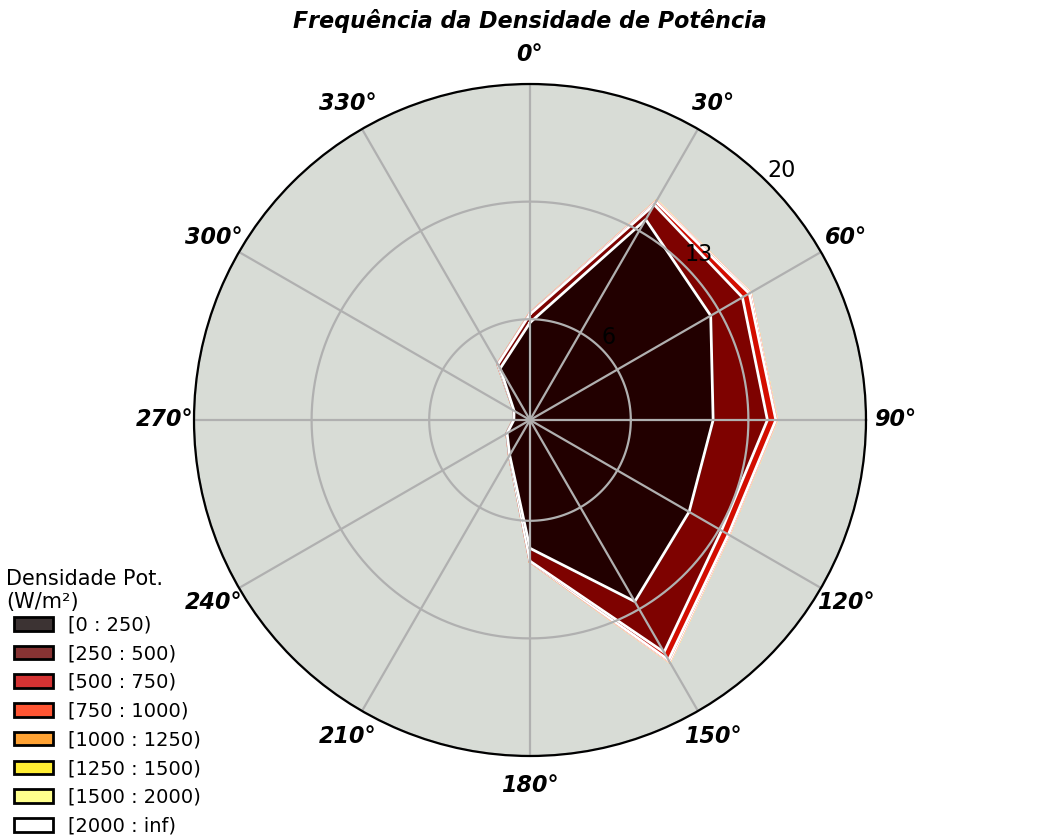 Frequência da Densidade de Potência
0°
330°
30°
20
300°
60°
13
6
270°
90°
240°
120°
210°
150°
180°
Densidade Pot.
(W/m²)
[0 : 250)
[250 : 500)
[500 : 750)
[750 : 1000)
[1000 : 1250)
[1250 : 1500)
[1500 : 2000)
[2000 : inf)